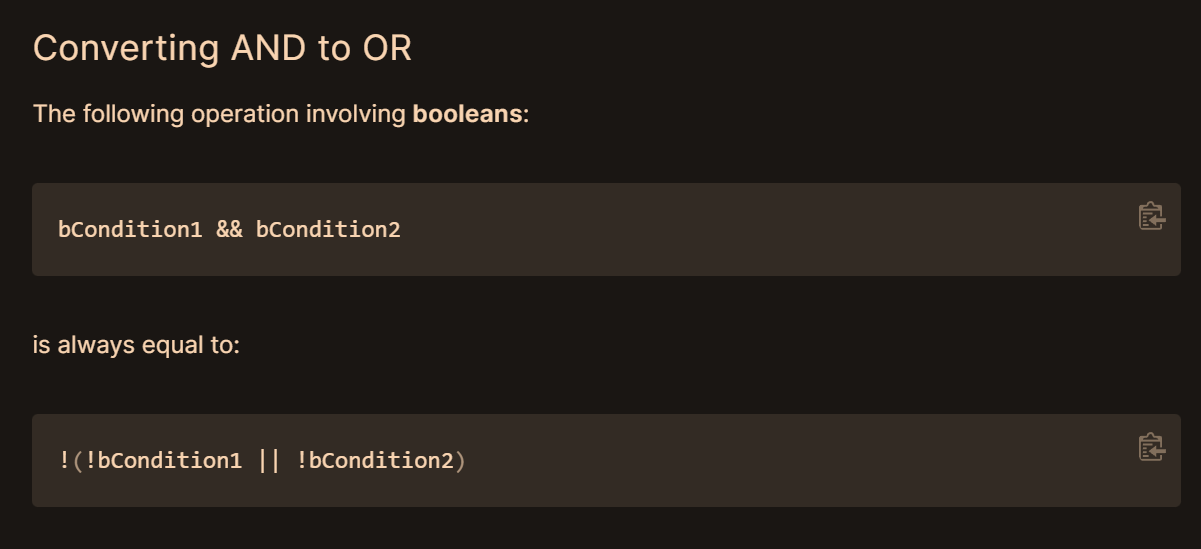 Converting AND to OR
The following operation involving booleans:
bCondition1 && bCondition2
is always equal to:
!(!bCondition1 || !bCondition2)